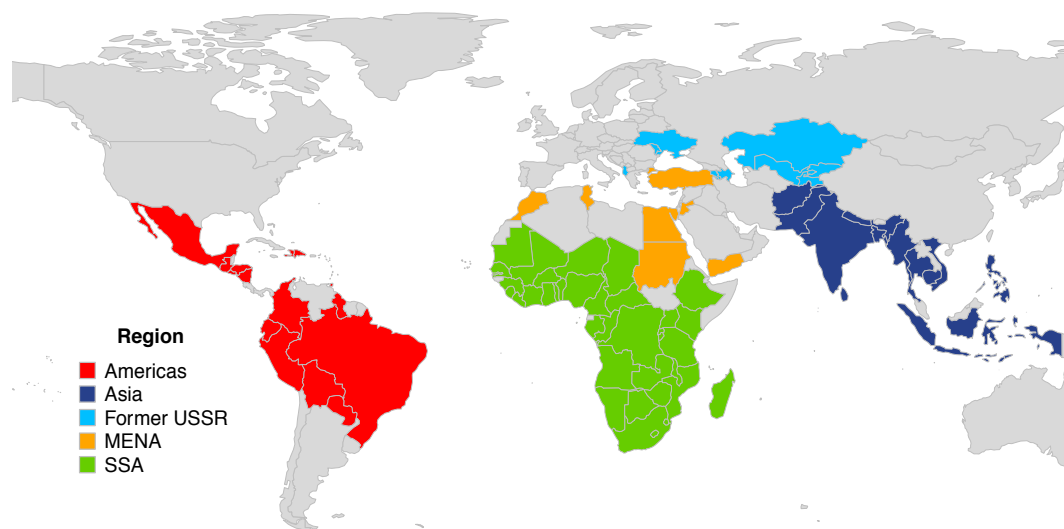 Region
Americas
Asia
Former USSR
MENA
SSA